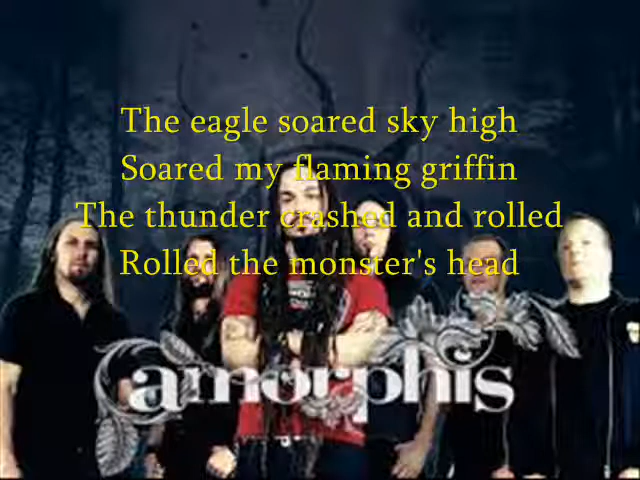 The eagle soared sky high
Soared my flaming griffin
The thunder crashed and rolled
Rolled the monster's head
amorphis